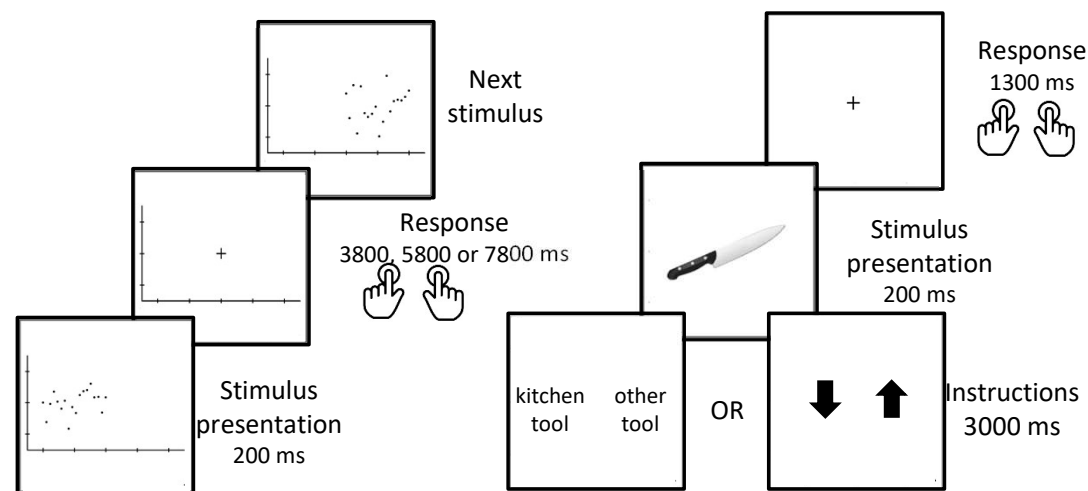 Next
stimulus
Response
3800, 5800 or 7800 ms
Stimulus
presentation
200 ms
Response
1300 ms
Stimulus
presentation
200 ms
kitchen
tool
other
tool
OR
Instructions
3000 ms